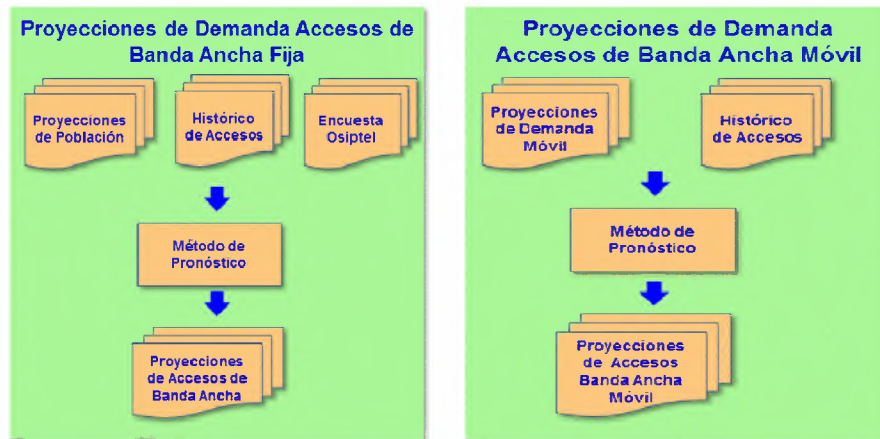 Proyecciones de Demanda Accesos de
Banda Ancha Fija
Proyecciones
de Población
Histórico
de Accesos
Encuesta
Osiptel
Método de
Pronóstico
Proyecciones
de Accesos de
Banda Ancha
Proyecciones de Demanda
Accesos de Banda Ancha Móvil
Proyecciones
de Demanda
Móvil
Histórico
de Accesos
Método de
Pronóstico
Proyecciones
de Accesos
Banda Ancha
Móvil